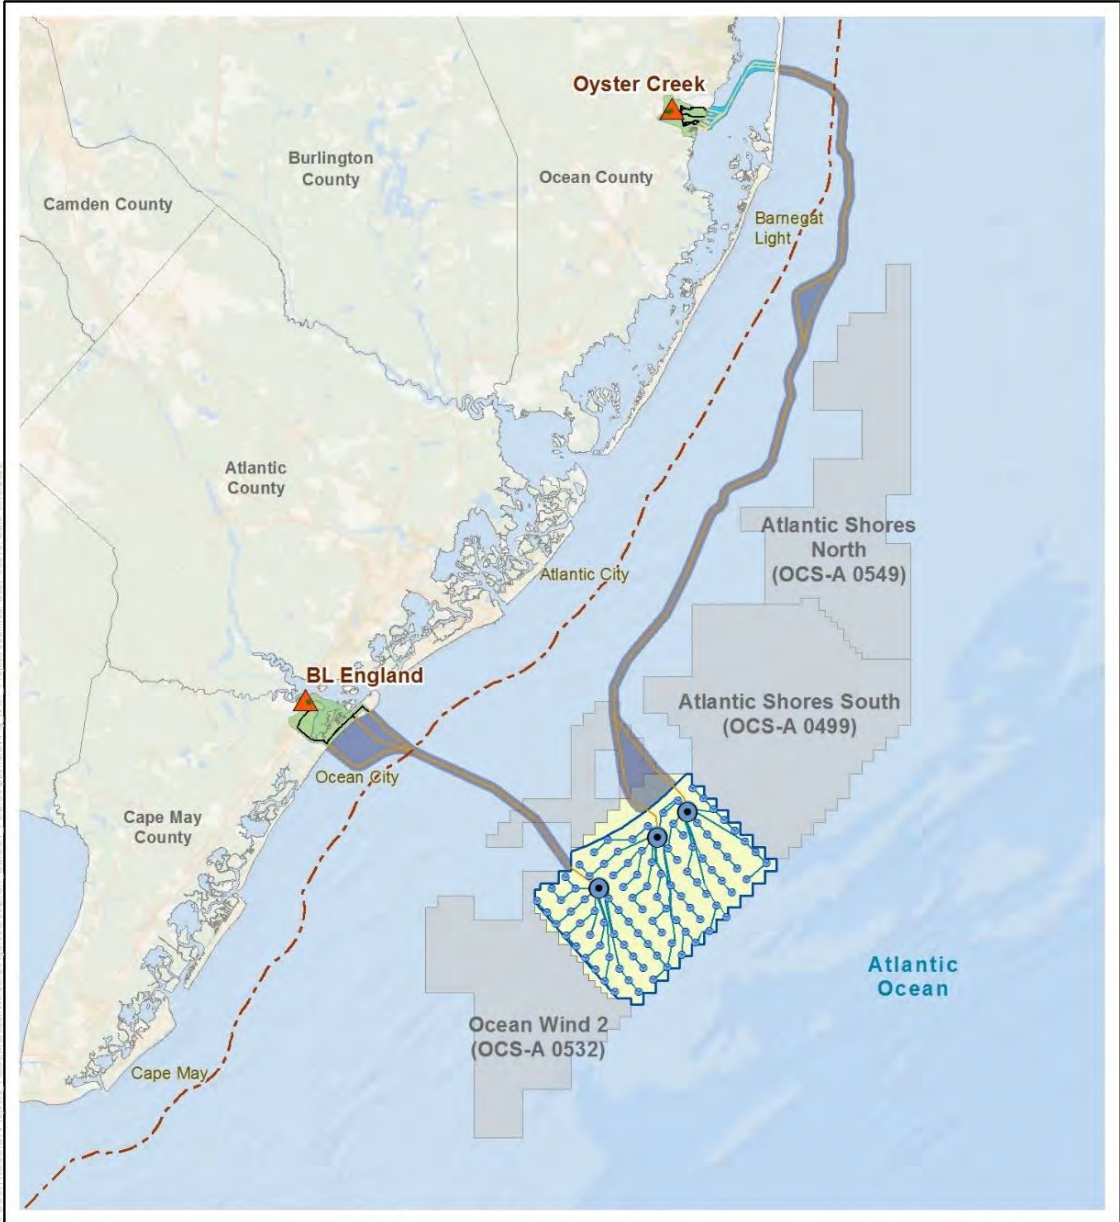 Oyster Creek
Burlington
County
Ocean County
Camden County
Barnegat
Light
Atlantic
County
Atlantic Shores
North
(OCS-A 0549)
Atlantic City
BL England
Atlantic Shores South
(OCS-A 0499)
Ocean City
Cape May
County
Atlantic
Ocean
Ocean Wind 2
(OCS-A 0532)
Cape May